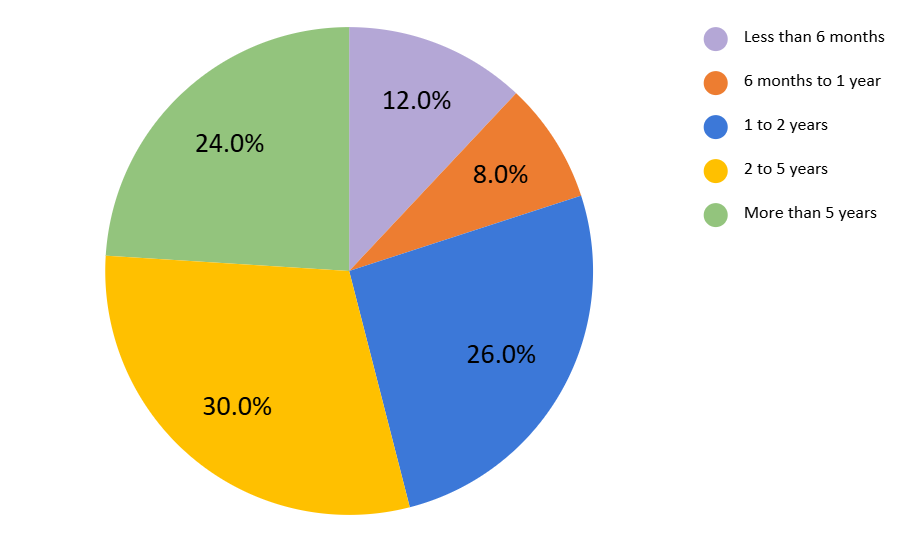 12.0%
8.0%
26.0%
30.0%
24.0%
Less than 6 months
6 months to 1 year
1 to 2 years
2 to 5 years
More than 5 years